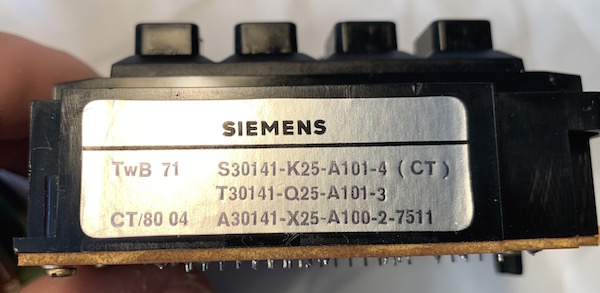 SIEMENS
TwB 71 S30141-K25-A101-4 (CT)
T30141-Q25-A101-3
CT/80 04 A30141-X25-A100-2-7511